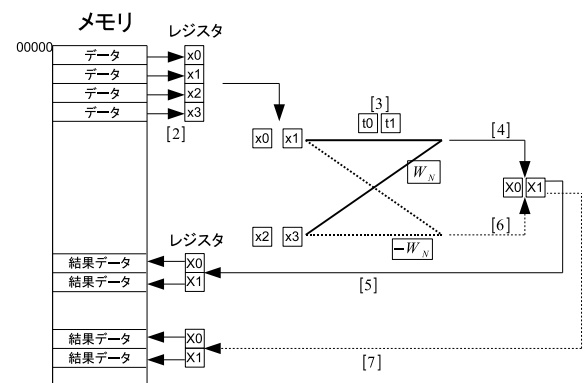 メモリ
レジスタ
00000
データ x0
データ x1
データ x2
データ x3
[2]
[3]
t0 t1
x0 x1
[4]
W_N
X0 X1
x2 x3
[6]
-W_N
レジスタ
結果データ X0
結果データ X1
[5]
結果データ X0
結果データ X1
[7]